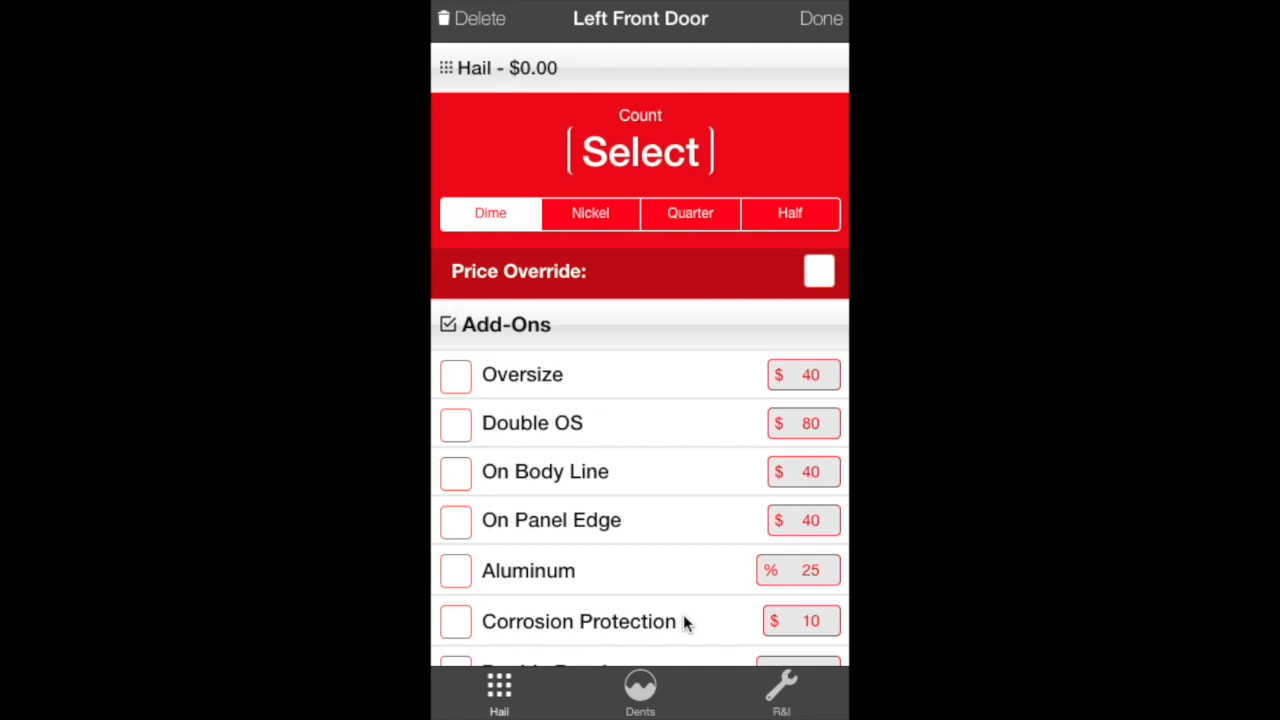 Delete Left Front Door Done
Hail - $0.00
Count
Select
Dime Nickel Quarter Half
Price Override:
Add-Ons
Oversize $ 40
Double OS $ 80
On Body Line $ 40
On Panel Edge $ 40
Aluminum % 25
Corrosion Protection $ 10
Hail Dents R&I